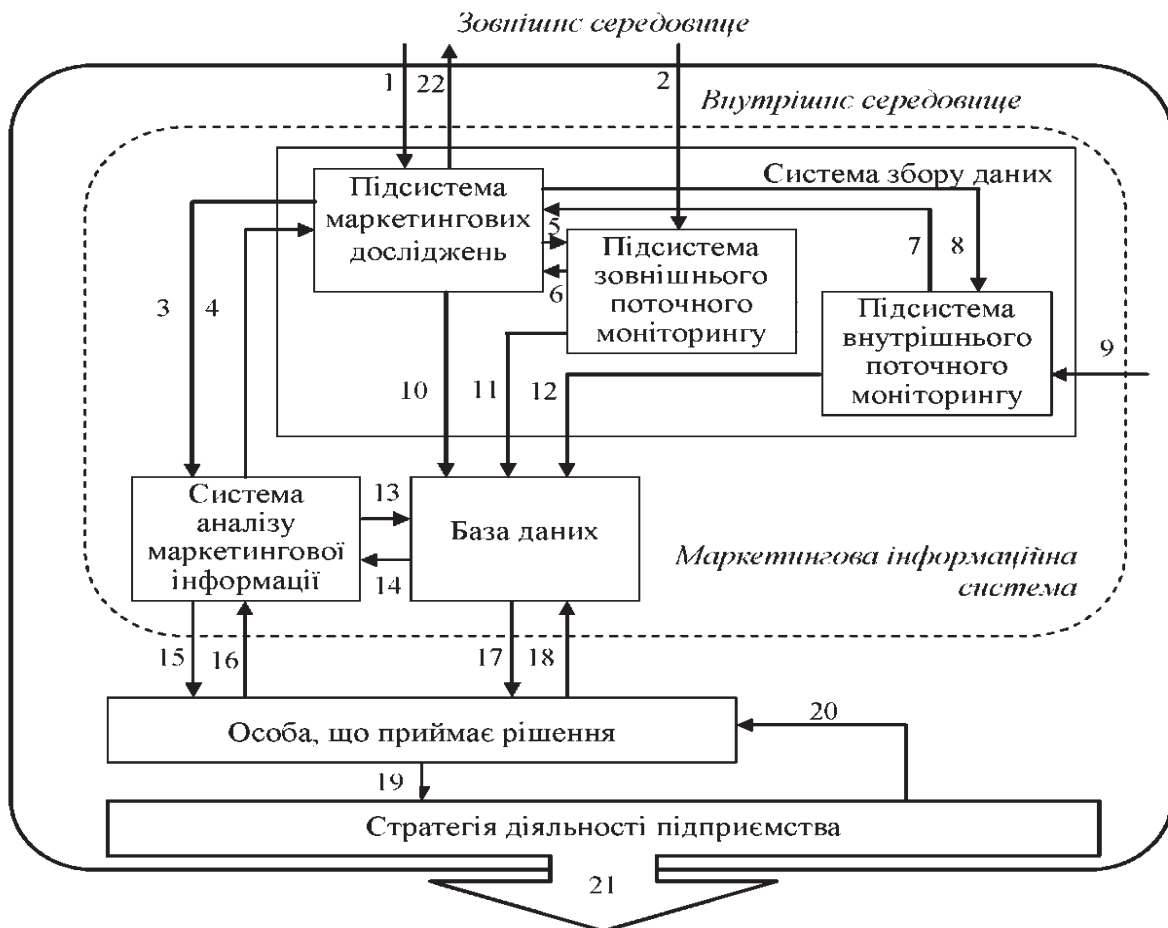 Зовнішнє середовище
1
22
2
Внутрішнє середовище
Система збору даних
Підсистема
маркетингових
досліджень
5
6
7
8
Підсистема
зовнішнього
поточного
моніторингу
Підсистема
внутрішнього
поточного
моніторингу
9
3
4
10
11
12
Система
аналізу
маркетингової
інформації
13
14
База даних
Маркетингова інформаційна
система
15
16
17
18
Особа, що приймає рішення
20
19
Стратегія діяльності підприємства
21